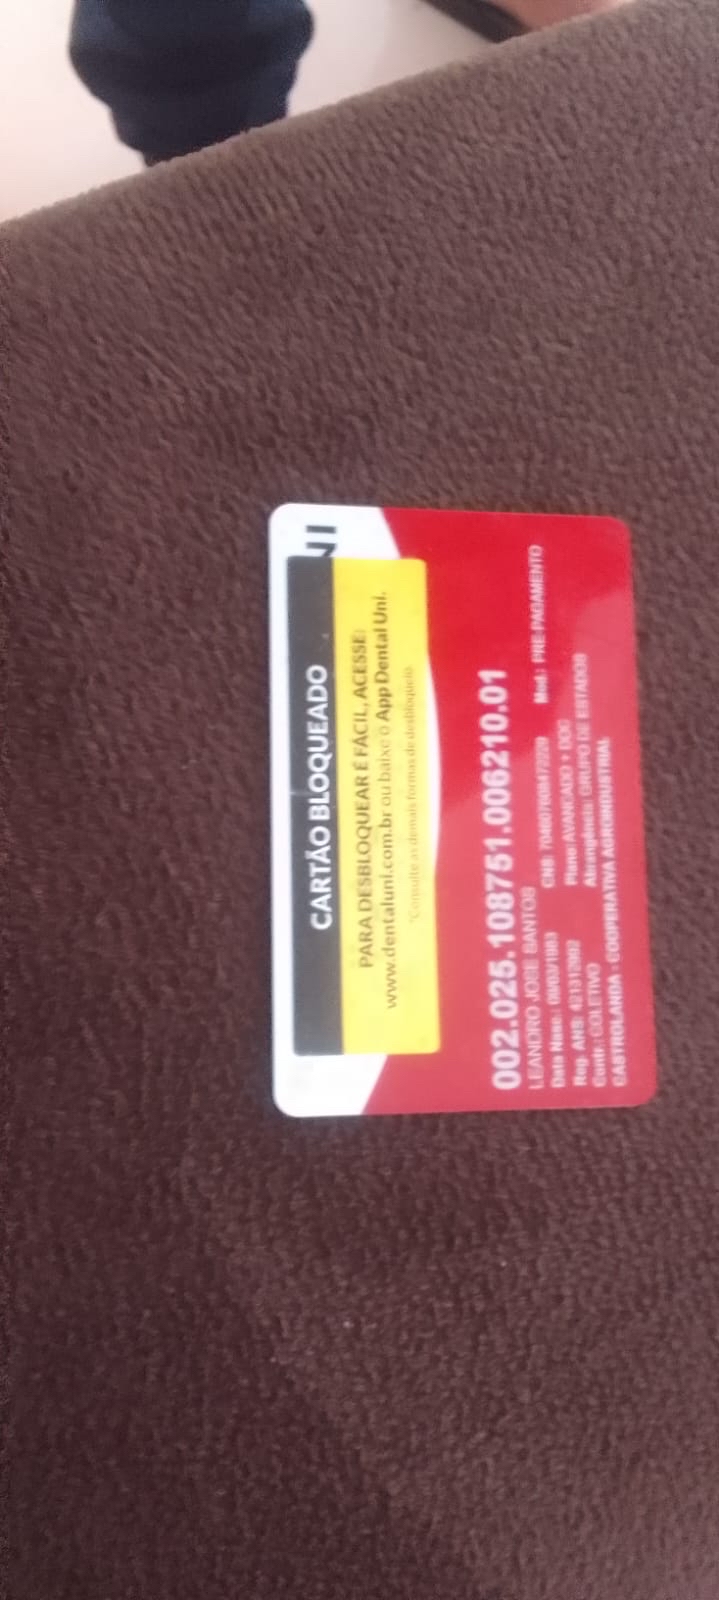 NI
CARTÃO BLOQUEADO
PARA DESBLOQUEAR É FÁCIL, ACESSE:
www.dentaluni.com.br ou baixe o App Dental Uni.
*Consulte as demais formas de desbloqueio.
002.025.108751.006210.01
LEANDRO JOSE SANTOS
Data Nasc.: 09/03/1983 CNS: Mod.: PRE-PAGAMENTO
Reg. ANS: Plano AVANCADO + DOC
Contr.: COLETIVO Abrangência: GRUPO DE ESTADOS
CASTROLANDA - COOPERATIVA AGROINDUSTRIAL